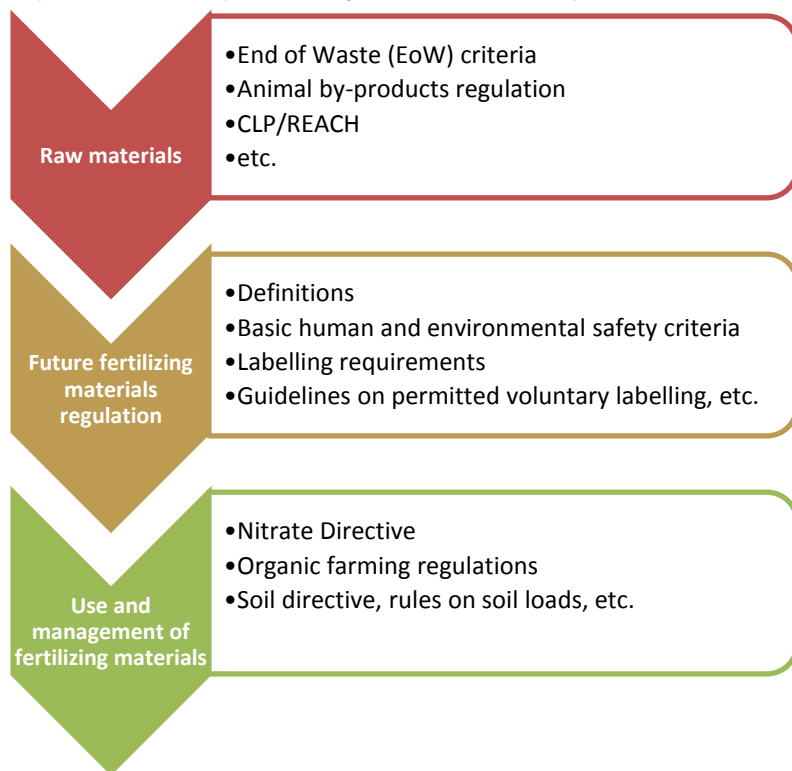 Raw materials
•End of Waste (EoW) criteria
•Animal by-products regulation
•CLP/REACH
•etc.
Future fertilizing
materials
regulation
•Definitions
•Basic human and environmental safety criteria
•Labelling requirements
•Guidelines on permitted voluntary labelling, etc.
Use and
management of
fertilizing materials
•Nitrate Directive
•Organic farming regulations
•Soil directive, rules on soil loads, etc.